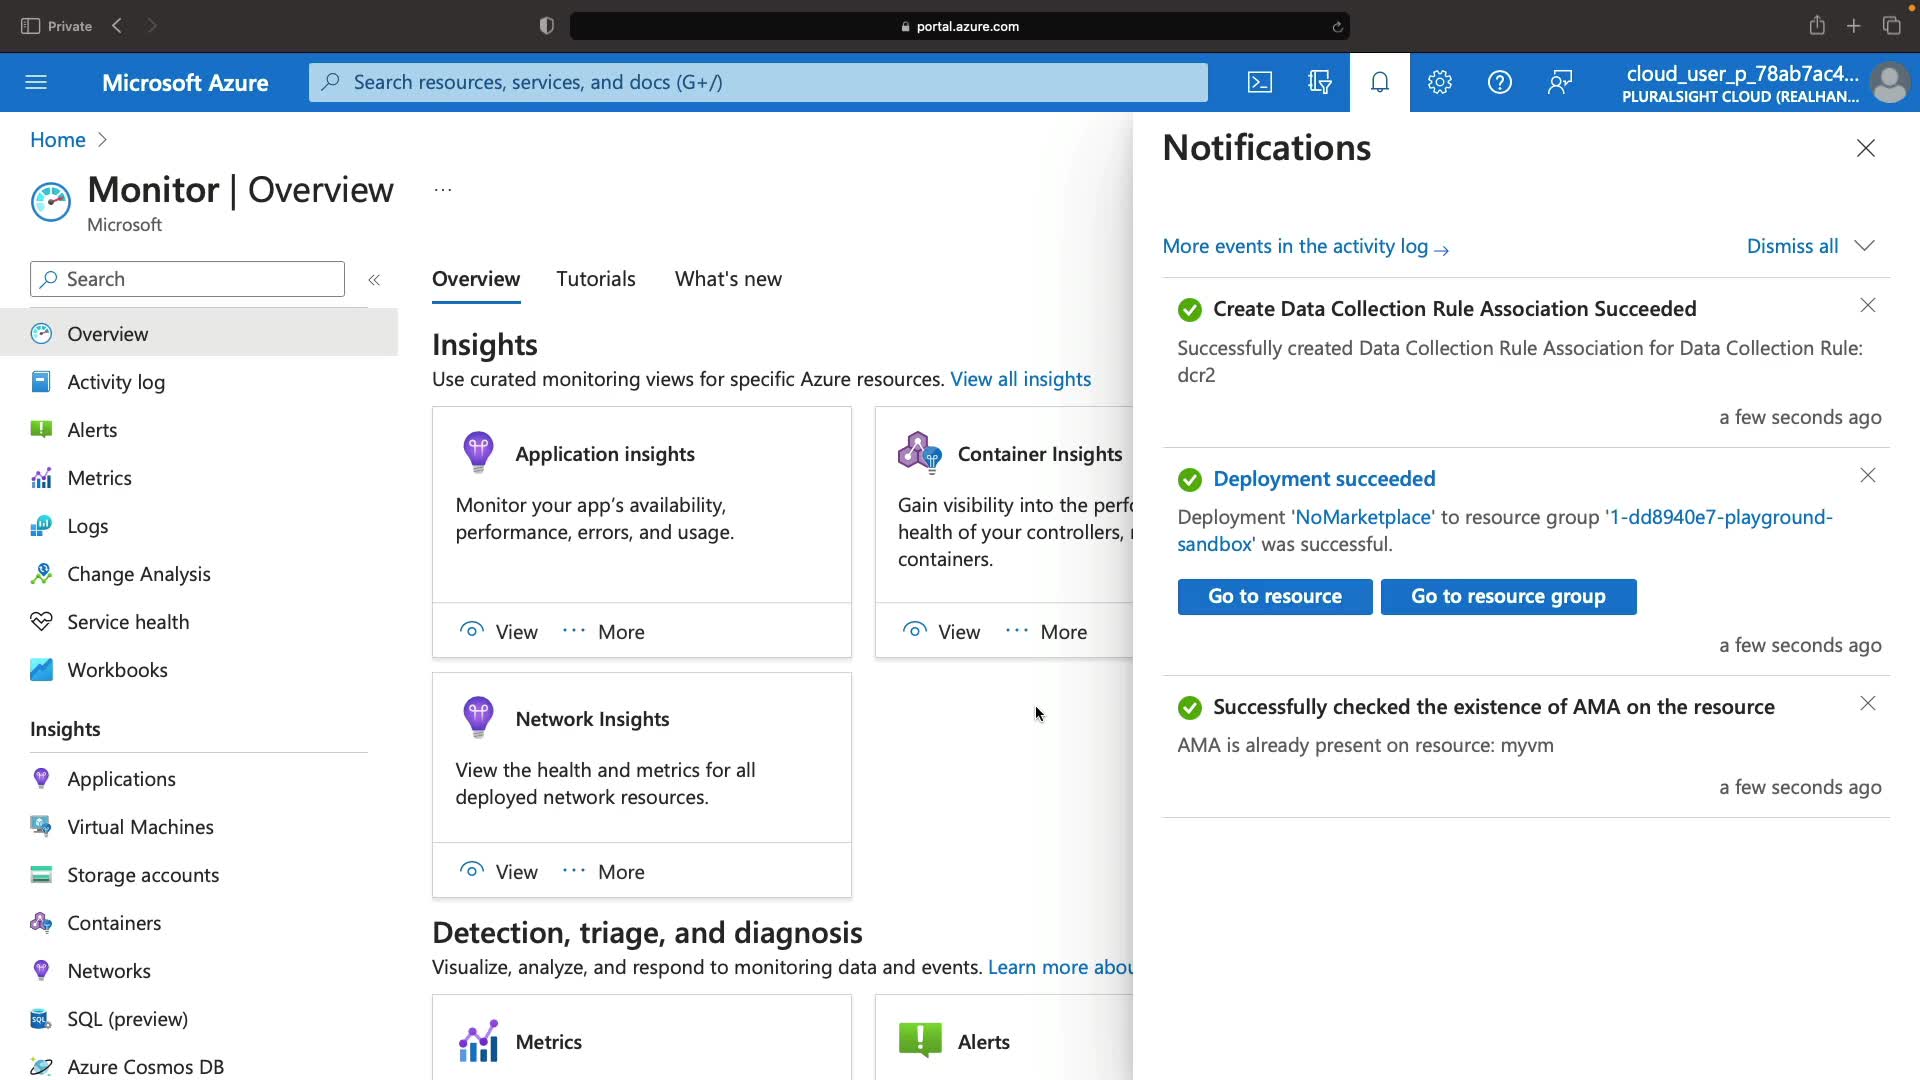 Private
portal.azure.com
Microsoft Azure
Search resources, services, and docs (G+/)
cloud_user_p_78ab7ac4...
PLURALSIGHT CLOUD (REALHAN...
Home
Monitor | Overview
...
Microsoft
Search
«
Overview
Activity log
Alerts
Metrics
Logs
Change Analysis
Service health
Workbooks
Insights
Applications
Virtual Machines
Storage accounts
Containers
Networks
SQL (preview)
Azure Cosmos DB
Overview Tutorials What's new
Insights
Use curated monitoring views for specific Azure resources. View all insights
Application insights
Monitor your app's availability,
performance, errors, and usage.
View ... More
Container Insights
Gain visibility into the perfo
health of your controllers,
containers.
View ... More
Network Insights
View the health and metrics for all
deployed network resources.
View ... More
Detection, triage, and diagnosis
Visualize, analyze, and respond to monitoring data and events. Learn more abou
Metrics
Alerts
Notifications
More events in the activity log →
Dismiss all
Create Data Collection Rule Association Succeeded
Successfully created Data Collection Rule Association for Data Collection Rule:
dcr2
a few seconds ago
Deployment succeeded
Deployment 'NoMarketplace' to resource group '1-dd8940e7-playground-
sandbox' was successful.
Go to resource
Go to resource group
a few seconds ago
Successfully checked the existence of AMA on the resource
AMA is already present on resource: myvm
a few seconds ago